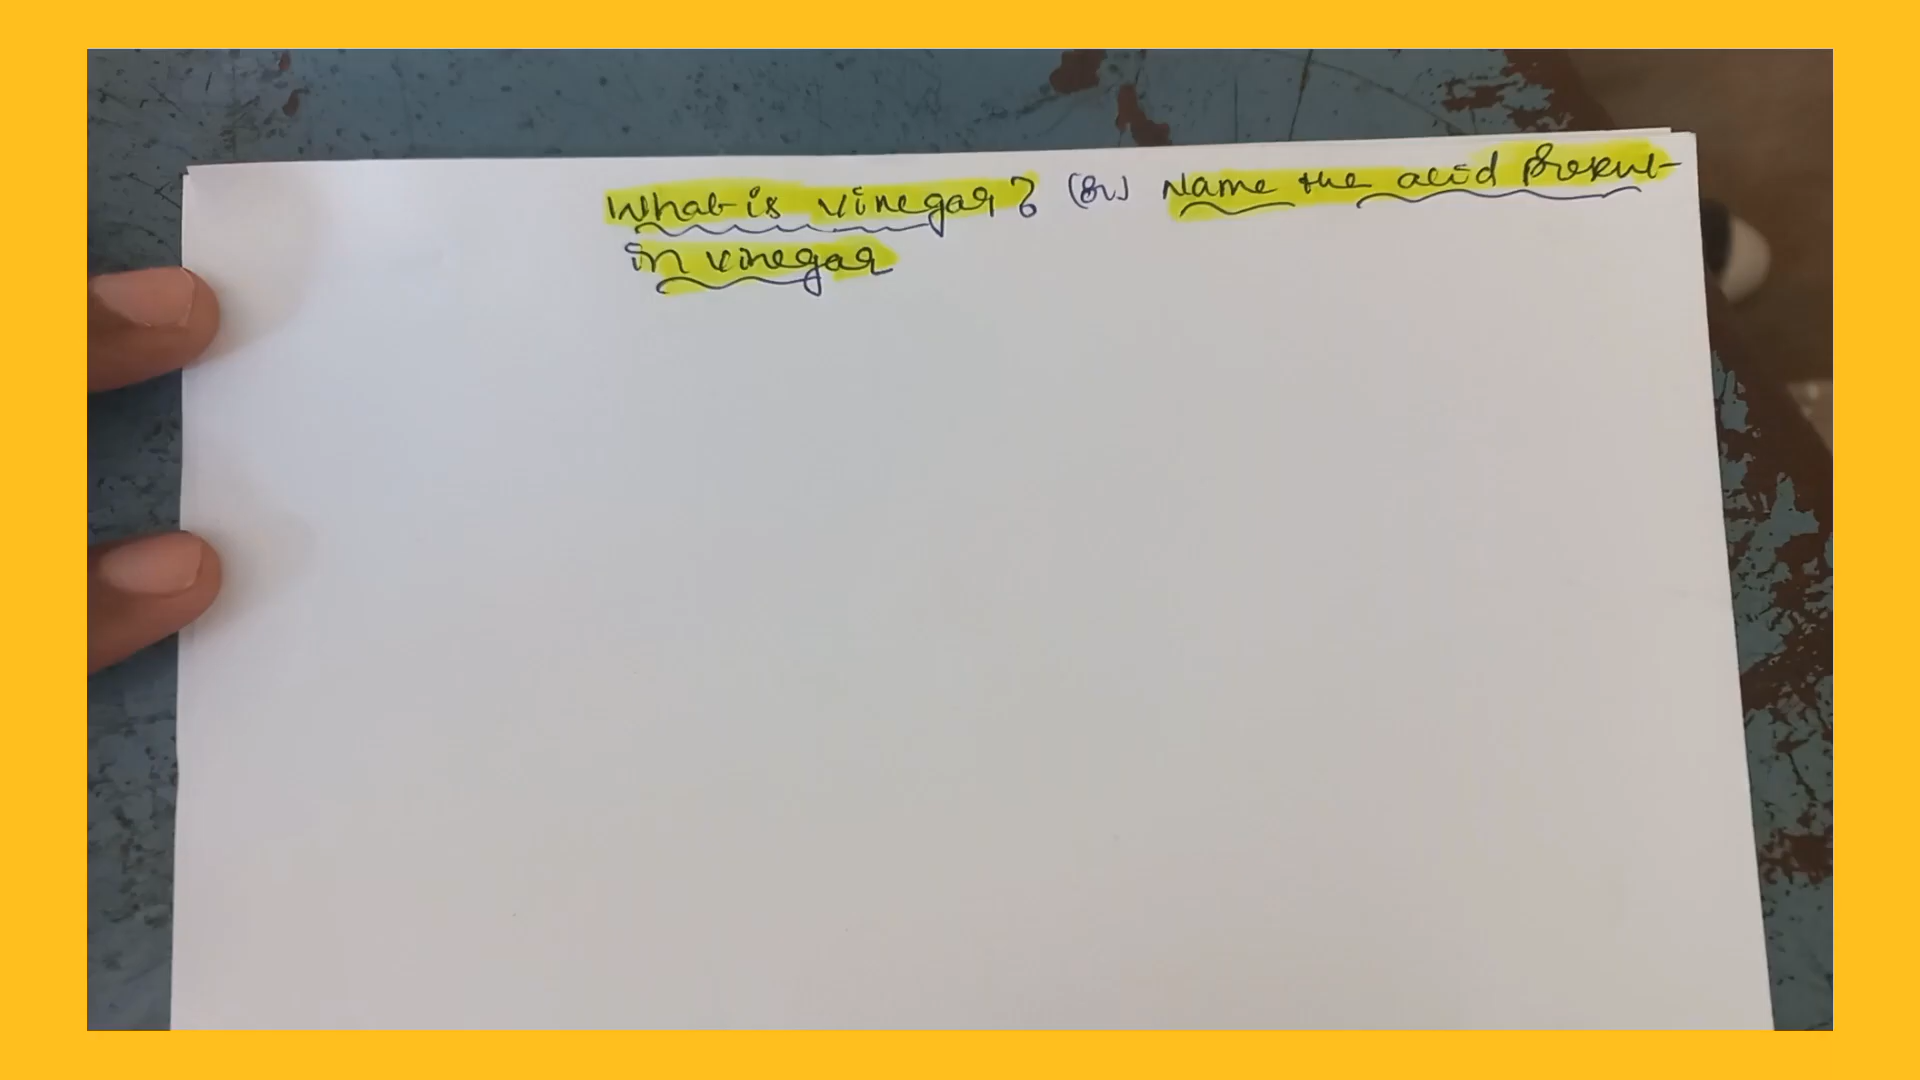 What is vinegar? (or) Name the acid present
in vinegar